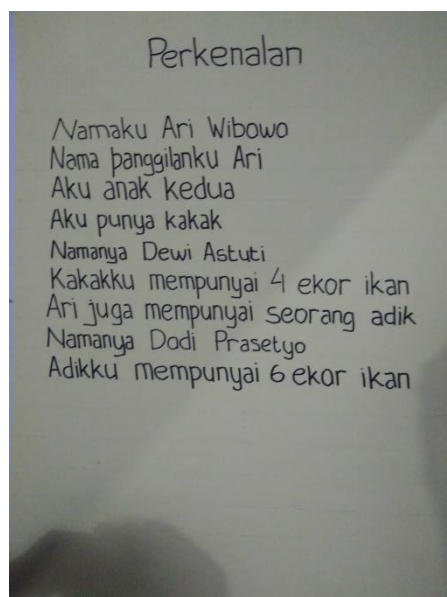 Perkenalan
Namaku Ari Wibowo
Nama panggilanku Ari
Aku anak kedua
Aku punya kakak
Namanya Dewi Astuti
Kakakku mempunyai 4 ekor ikan
Ari juga mempunyai seorang adik
Namanya Dodi Prasetyo
Adikku mempunyai 6 ekor ikan